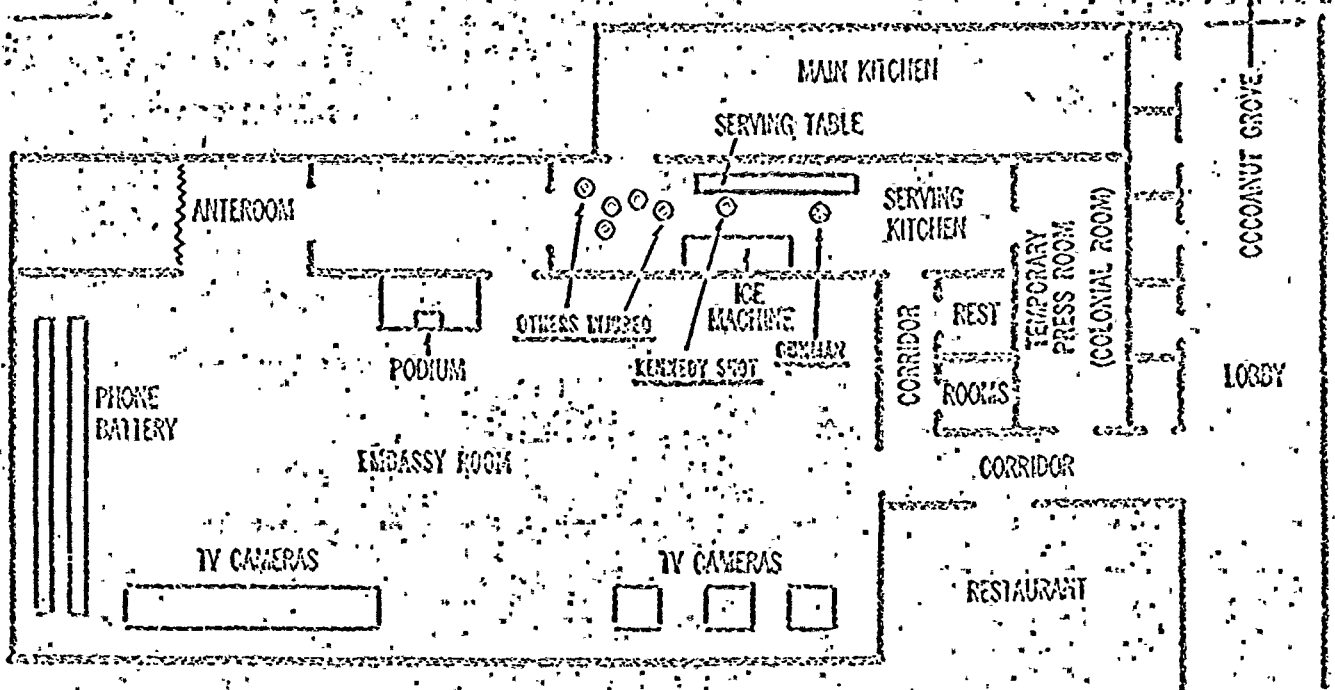 MAIN KITCHEN
SERVING TABLE
COCOANUT GROVE
ANTEROOM
SERVING
KITCHEN
TEMPORARY
PRESS ROOM
(COLONIAL ROOM)
ICE
MACHINE
OTHERS INJURED
KENNEDY SHOT
GUNMAN
PODIUM
CORRIDOR
REST
ROOMS
LOBBY
PHONE
BATTERY
EMBASSY ROOM
CORRIDOR
TV CAMERAS
TV CAMERAS
RESTAURANT